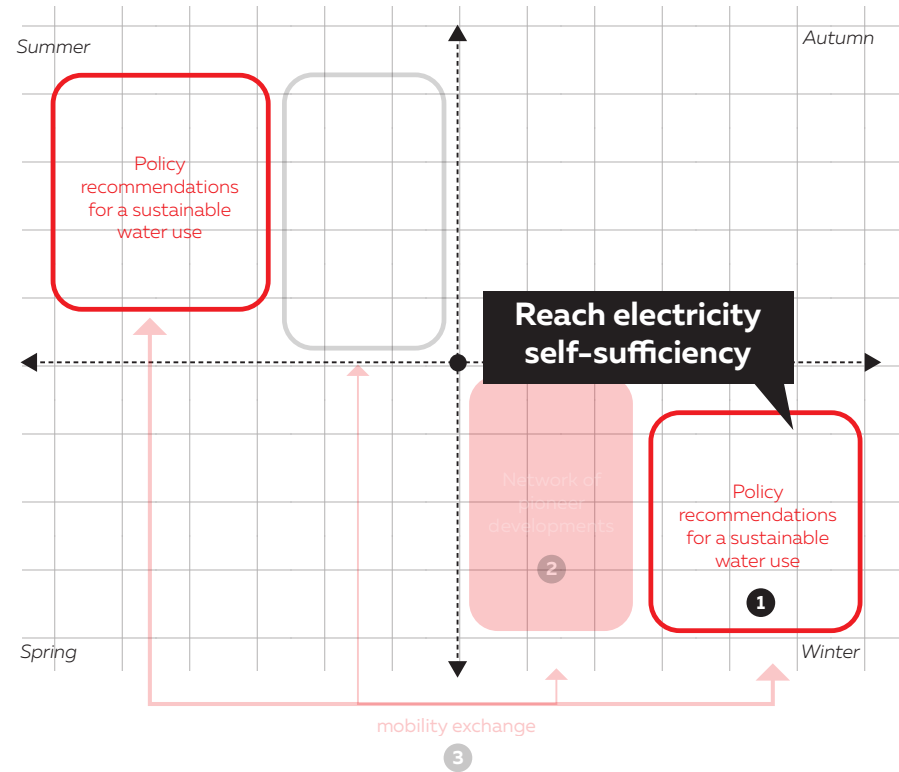 Summer
Autumn
Policy
recommendations
for a sustainable
water use
Reach electricity
self-sufficiency
Network of
pioneer
developments
2
Policy
recommendations
for a sustainable
water use
1
Spring
Winter
mobility exchange
3